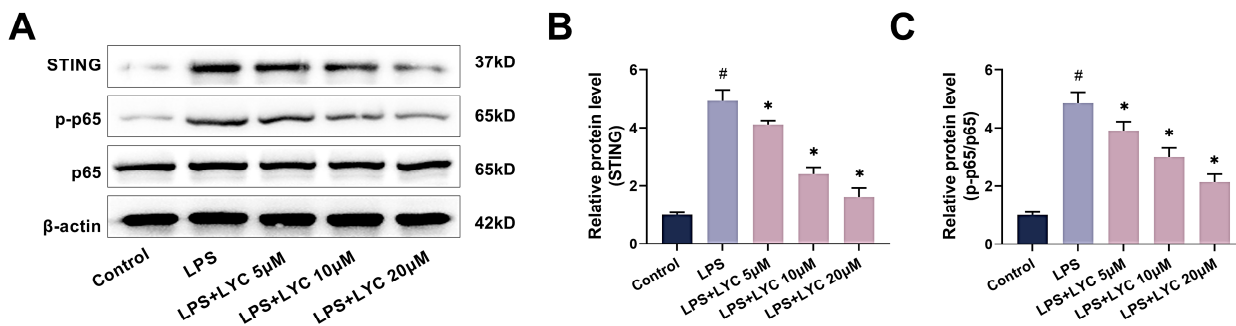 A
STING
37kD
p-p65
65kD
p65
65kD
β-actin
42kD
Control
LPS
LPS+LYC 5μM
LPS+LYC 10μM
LPS+LYC 20μM
B
Relative protein level
(STING)
6
4
2
0
#
*
*
*
Control
LPS
LPS+LYC 5μM
LPS+LYC 10μM
LPS+LYC 20μM
C
Relative protein level
(p-p65/p65)
6
4
2
0
#
*
*
*
Control
LPS
LPS+LYC 5μM
LPS+LYC 10μM
LPS+LYC 20μM